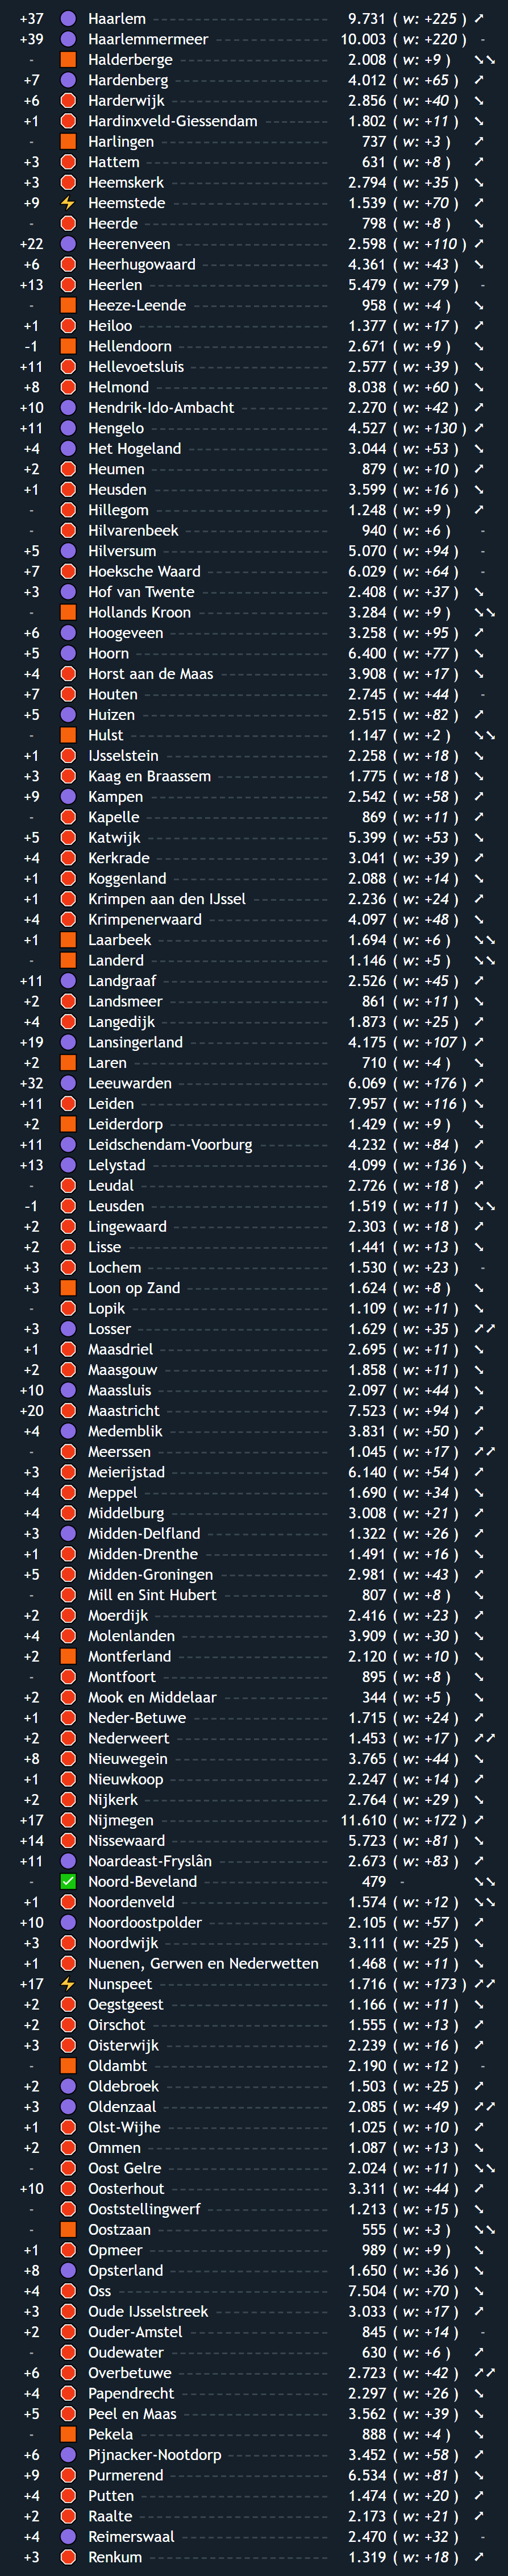 +37 Haarlem 9.731 ( w: +225 ) ➚
+39 Haarlemmermeer 10.003 ( w: +220 ) -
- Halderberge 2.008 ( w: +9 ) ➘➘
+7 Hardenberg 4.012 ( w: +65 ) ➚
+6 Harderwijk 2.856 ( w: +40 ) ➘
+1 Hardinxveld-Giessendam 1.802 ( w: +11 ) ➘
- Harlingen 737 ( w: +3 ) ➚
+3 Hattem 631 ( w: +8 ) ➚
+3 Heemskerk 2.794 ( w: +35 ) ➘
+9 Heemstede 1.539 ( w: +70 ) ➚
- Heerde 798 ( w: +8 ) ➘
+22 Heerenveen 2.598 ( w: +110 ) ➚
+6 Heerhugowaard 4.361 ( w: +43 ) ➘
+13 Heerlen 5.479 ( w: +79 ) -
- Heeze-Leende 958 ( w: +4 ) ➘
+1 Heiloo 1.377 ( w: +17 ) ➚
-1 Hellendoorn 2.671 ( w: +9 ) ➘
+11 Hellevoetsluis 2.577 ( w: +39 ) ➘
+8 Helmond 8.038 ( w: +60 ) ➘
+10 Hendrik-Ido-Ambacht 2.270 ( w: +42 ) ➚
+11 Hengelo 4.527 ( w: +130 ) ➚
+4 Het Hogeland 3.044 ( w: +53 ) ➘
+2 Heumen 879 ( w: +10 ) ➚
+1 Heusden 3.599 ( w: +16 ) ➘
- Hillegom 1.248 ( w: +9 ) ➚
- Hilvarenbeek 940 ( w: +6 ) -
+5 Hilversum 5.070 ( w: +94 ) -
+7 Hoeksche Waard 6.029 ( w: +64 ) -
+3 Hof van Twente 2.408 ( w: +37 ) ➘
- Hollands Kroon 3.284 ( w: +9 ) ➘➘
+6 Hoogeveen 3.258 ( w: +95 ) ➚
+5 Hoorn 6.400 ( w: +77 ) ➘
+4 Horst aan de Maas 3.908 ( w: +17 ) ➘
+7 Houten 2.745 ( w: +44 ) -
+5 Huizen 2.515 ( w: +82 ) ➚
- Hulst 1.147 ( w: +2 ) ➘➘
+1 IJsselstein 2.258 ( w: +18 ) ➘
+3 Kaag en Braassem 1.775 ( w: +18 ) ➘
+9 Kampen 2.542 ( w: +58 ) ➚
- Kapelle 869 ( w: +11 ) ➚
+5 Katwijk 5.399 ( w: +53 ) ➘
+4 Kerkrade 3.041 ( w: +39 ) ➚
+1 Koggenland 2.088 ( w: +14 ) ➘
+1 Krimpen aan den IJssel 2.236 ( w: +24 ) ➚
+4 Krimpenerwaard 4.097 ( w: +48 ) ➘
+1 Laarbeek 1.694 ( w: +6 ) ➘➘
- Landerd 1.146 ( w: +5 ) ➘➘
+11 Landgraaf 2.526 ( w: +45 ) ➚
+2 Landsmeer 861 ( w: +11 ) ➘
+4 Langedijk 1.873 ( w: +25 ) ➚
+19 Lansingerland 4.175 ( w: +107 ) ➚
+2 Laren 710 ( w: +4 ) ➘
+32 Leeuwarden 6.069 ( w: +176 ) ➚
+11 Leiden 7.957 ( w: +116 ) ➘
+2 Leiderdorp 1.429 ( w: +9 ) ➘
+11 Leidschendam-Voorburg 4.232 ( w: +84 ) ➚
+13 Lelystad 4.099 ( w: +136 ) ➘
- Leudal 2.726 ( w: +18 ) ➚
-1 Leusden 1.519 ( w: +11 ) ➘➘
+2 Lingewaard 2.303 ( w: +18 ) ➚
+2 Lisse 1.441 ( w: +13 ) ➘
+3 Lochem 1.530 ( w: +23 ) -
+3 Loon op Zand 1.624 ( w: +8 ) ➘
- Lopik 1.109 ( w: +11 ) ➘
+3 Losser 1.629 ( w: +35 ) ➚➚
+1 Maasdriel 2.695 ( w: +11 ) ➘
+2 Maasgouw 1.858 ( w: +11 ) ➘
+10 Maassluis 2.097 ( w: +44 ) ➘
+20 Maastricht 7.523 ( w: +94 ) ➚
+4 Medemblik 3.831 ( w: +50 ) ➚
- Meerssen 1.045 ( w: +17 ) ➚➚
+3 Meierijstad 6.140 ( w: +54 ) ➚
+4 Meppel 1.690 ( w: +34 ) ➘
+4 Middelburg 3.008 ( w: +21 ) ➚
+3 Midden-Delfland 1.322 ( w: +26 ) ➚
+1 Midden-Drenthe 1.491 ( w: +16 ) ➘
+5 Midden-Groningen 2.981 ( w: +43 ) ➚
- Mill en Sint Hubert 807 ( w: +8 ) ➘
+2 Moerdijk 2.416 ( w: +23 ) ➚
+4 Molenlanden 3.909 ( w: +30 ) ➘
+2 Montferland 2.120 ( w: +10 ) ➘
- Montfoort 895 ( w: +8 ) ➘
+2 Mook en Middelaar 344 ( w: +5 ) ➘
+1 Neder-Betuwe 1.715 ( w: +24 ) ➚
+2 Nederweert 1.453 ( w: +17 ) ➚➚
+8 Nieuwegein 3.765 ( w: +44 ) ➘
+1 Nieuwkoop 2.247 ( w: +14 ) ➚
+2 Nijkerk 2.764 ( w: +29 ) ➘
+17 Nijmegen 11.610 ( w: +172 ) ➚
+14 Nissewaard 5.723 ( w: +81 ) ➘
+11 Noardeast-Fryslân 2.673 ( w: +83 ) ➚
- Noord-Beveland 479 - ➘➘
+1 Noordenveld 1.574 ( w: +12 ) ➘➘
+10 Noordoostpolder 2.105 ( w: +57 ) ➚
+3 Noordwijk 3.111 ( w: +25 ) ➘
+1 Nuenen, Gerwen en Nederwetten 1.468 ( w: +11 ) ➘
+17 Nunspeet 1.716 ( w: +173 ) ➚➚
+2 Oegstgeest 1.166 ( w: +11 ) ➘
+2 Oirschot 1.555 ( w: +13 ) ➚
+3 Oisterwijk 2.239 ( w: +16 ) ➚
- Oldambt 2.190 ( w: +12 ) -
+2 Oldebroek 1.503 ( w: +25 ) ➚
+3 Oldenzaal 2.085 ( w: +49 ) ➚➚
+1 Olst-Wijhe 1.025 ( w: +10 ) ➚
+2 Ommen 1.087 ( w: +13 ) ➘
- Oost Gelre 2.024 ( w: +11 ) ➘➘
+10 Oosterhout 3.311 ( w: +44 ) ➚
- Ooststellingwerf 1.213 ( w: +15 ) ➘
- Oostzaan 555 ( w: +3 ) ➘➘
+1 Opmeer 989 ( w: +9 ) ➘
+8 Opsterland 1.650 ( w: +36 ) ➘
+4 Oss 7.504 ( w: +70 ) ➘
+3 Oude IJsselstreek 3.033 ( w: +17 ) ➚
+2 Ouder-Amstel 845 ( w: +14 ) -
- Oudewater 630 ( w: +6 ) ➚
+6 Overbetuwe 2.723 ( w: +42 ) ➚➚
+4 Papendrecht 2.297 ( w: +26 ) ➘
+5 Peel en Maas 3.562 ( w: +39 ) ➘
- Pekela 888 ( w: +4 ) ➘
+6 Pijnacker-Nootdorp 3.452 ( w: +58 ) ➚
+9 Purmerend 6.534 ( w: +81 ) ➘
+4 Putten 1.474 ( w: +20 ) ➚
+2 Raalte 2.173 ( w: +21 ) ➚
+4 Reimerswaal 2.470 ( w: +32 ) -
+3 Renkum 1.319 ( w: +18 ) ➚